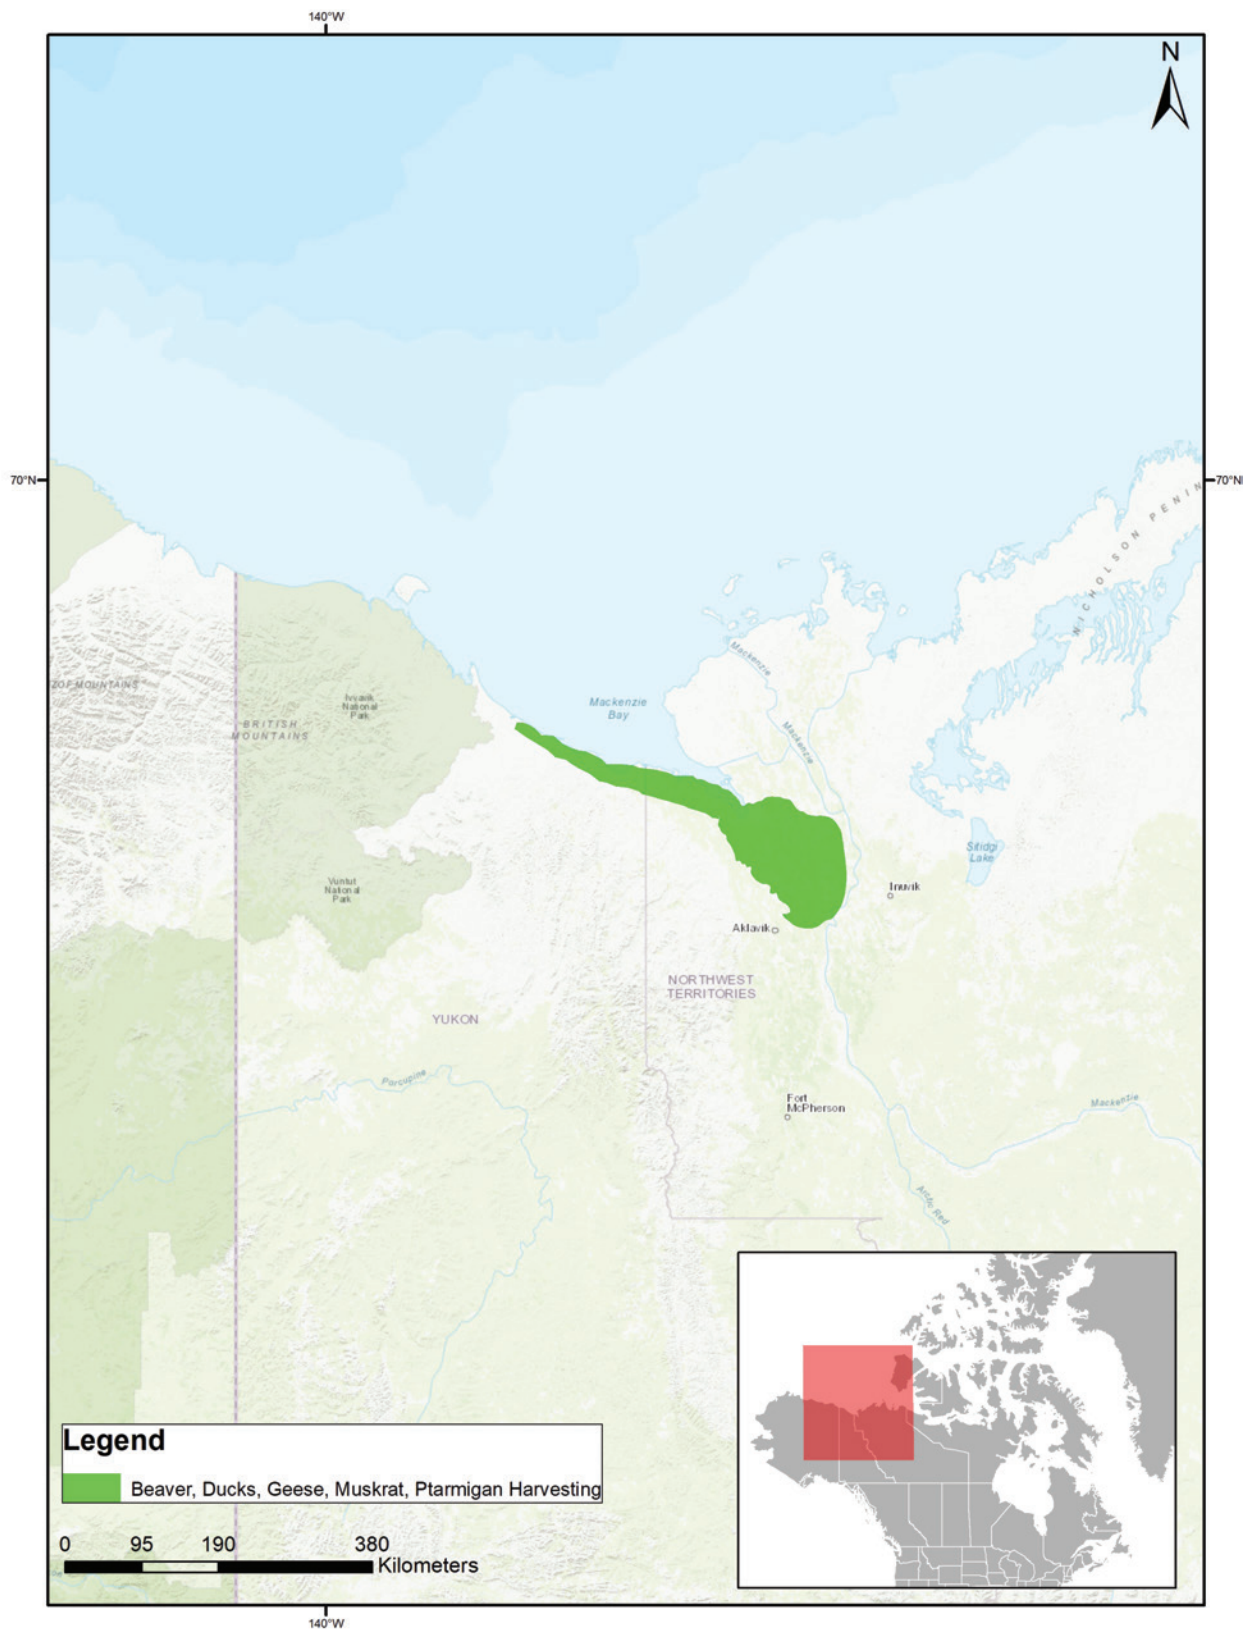 140°W
N
70°N
70°N
NICHOLSON PENIN
Mackenzie
ZOF MOUNTAINS
Ivvavik
National
Park
Mackenzie
Bay
BRITISH
MOUNTAINS
Mackenzie
Sitidgi
Lake
Vuntut
National
Park
Inuvik
Aklavik
NORTHWEST
TERRITORIES
YUKON
Porcupine
Fort
McPherson
Mackenzie
Arctic Red
Legend
Beaver, Ducks, Geese, Muskrat, Ptarmigan Harvesting
0 95 190 380
Kilometers
140°W